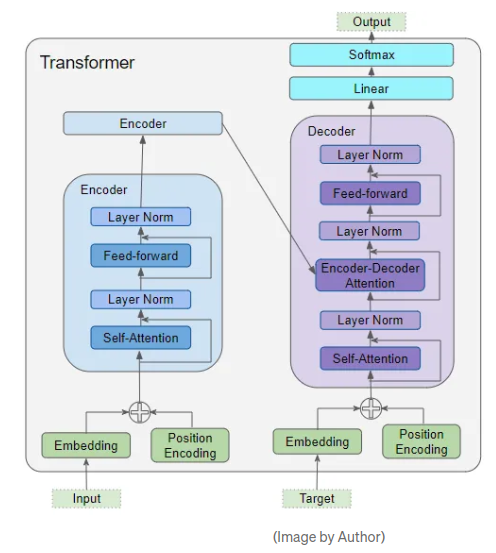 Output
Transformer
Softmax
Linear
Encoder
Decoder
Layer Norm
Feed-forward
Layer Norm
Encoder-Decoder
Attention
Layer Norm
Self-Attention
Encoder
Layer Norm
Feed-forward
Layer Norm
Self-Attention
Embedding
Position
Encoding
Embedding
Position
Encoding
Input
Target
(Image by Author)